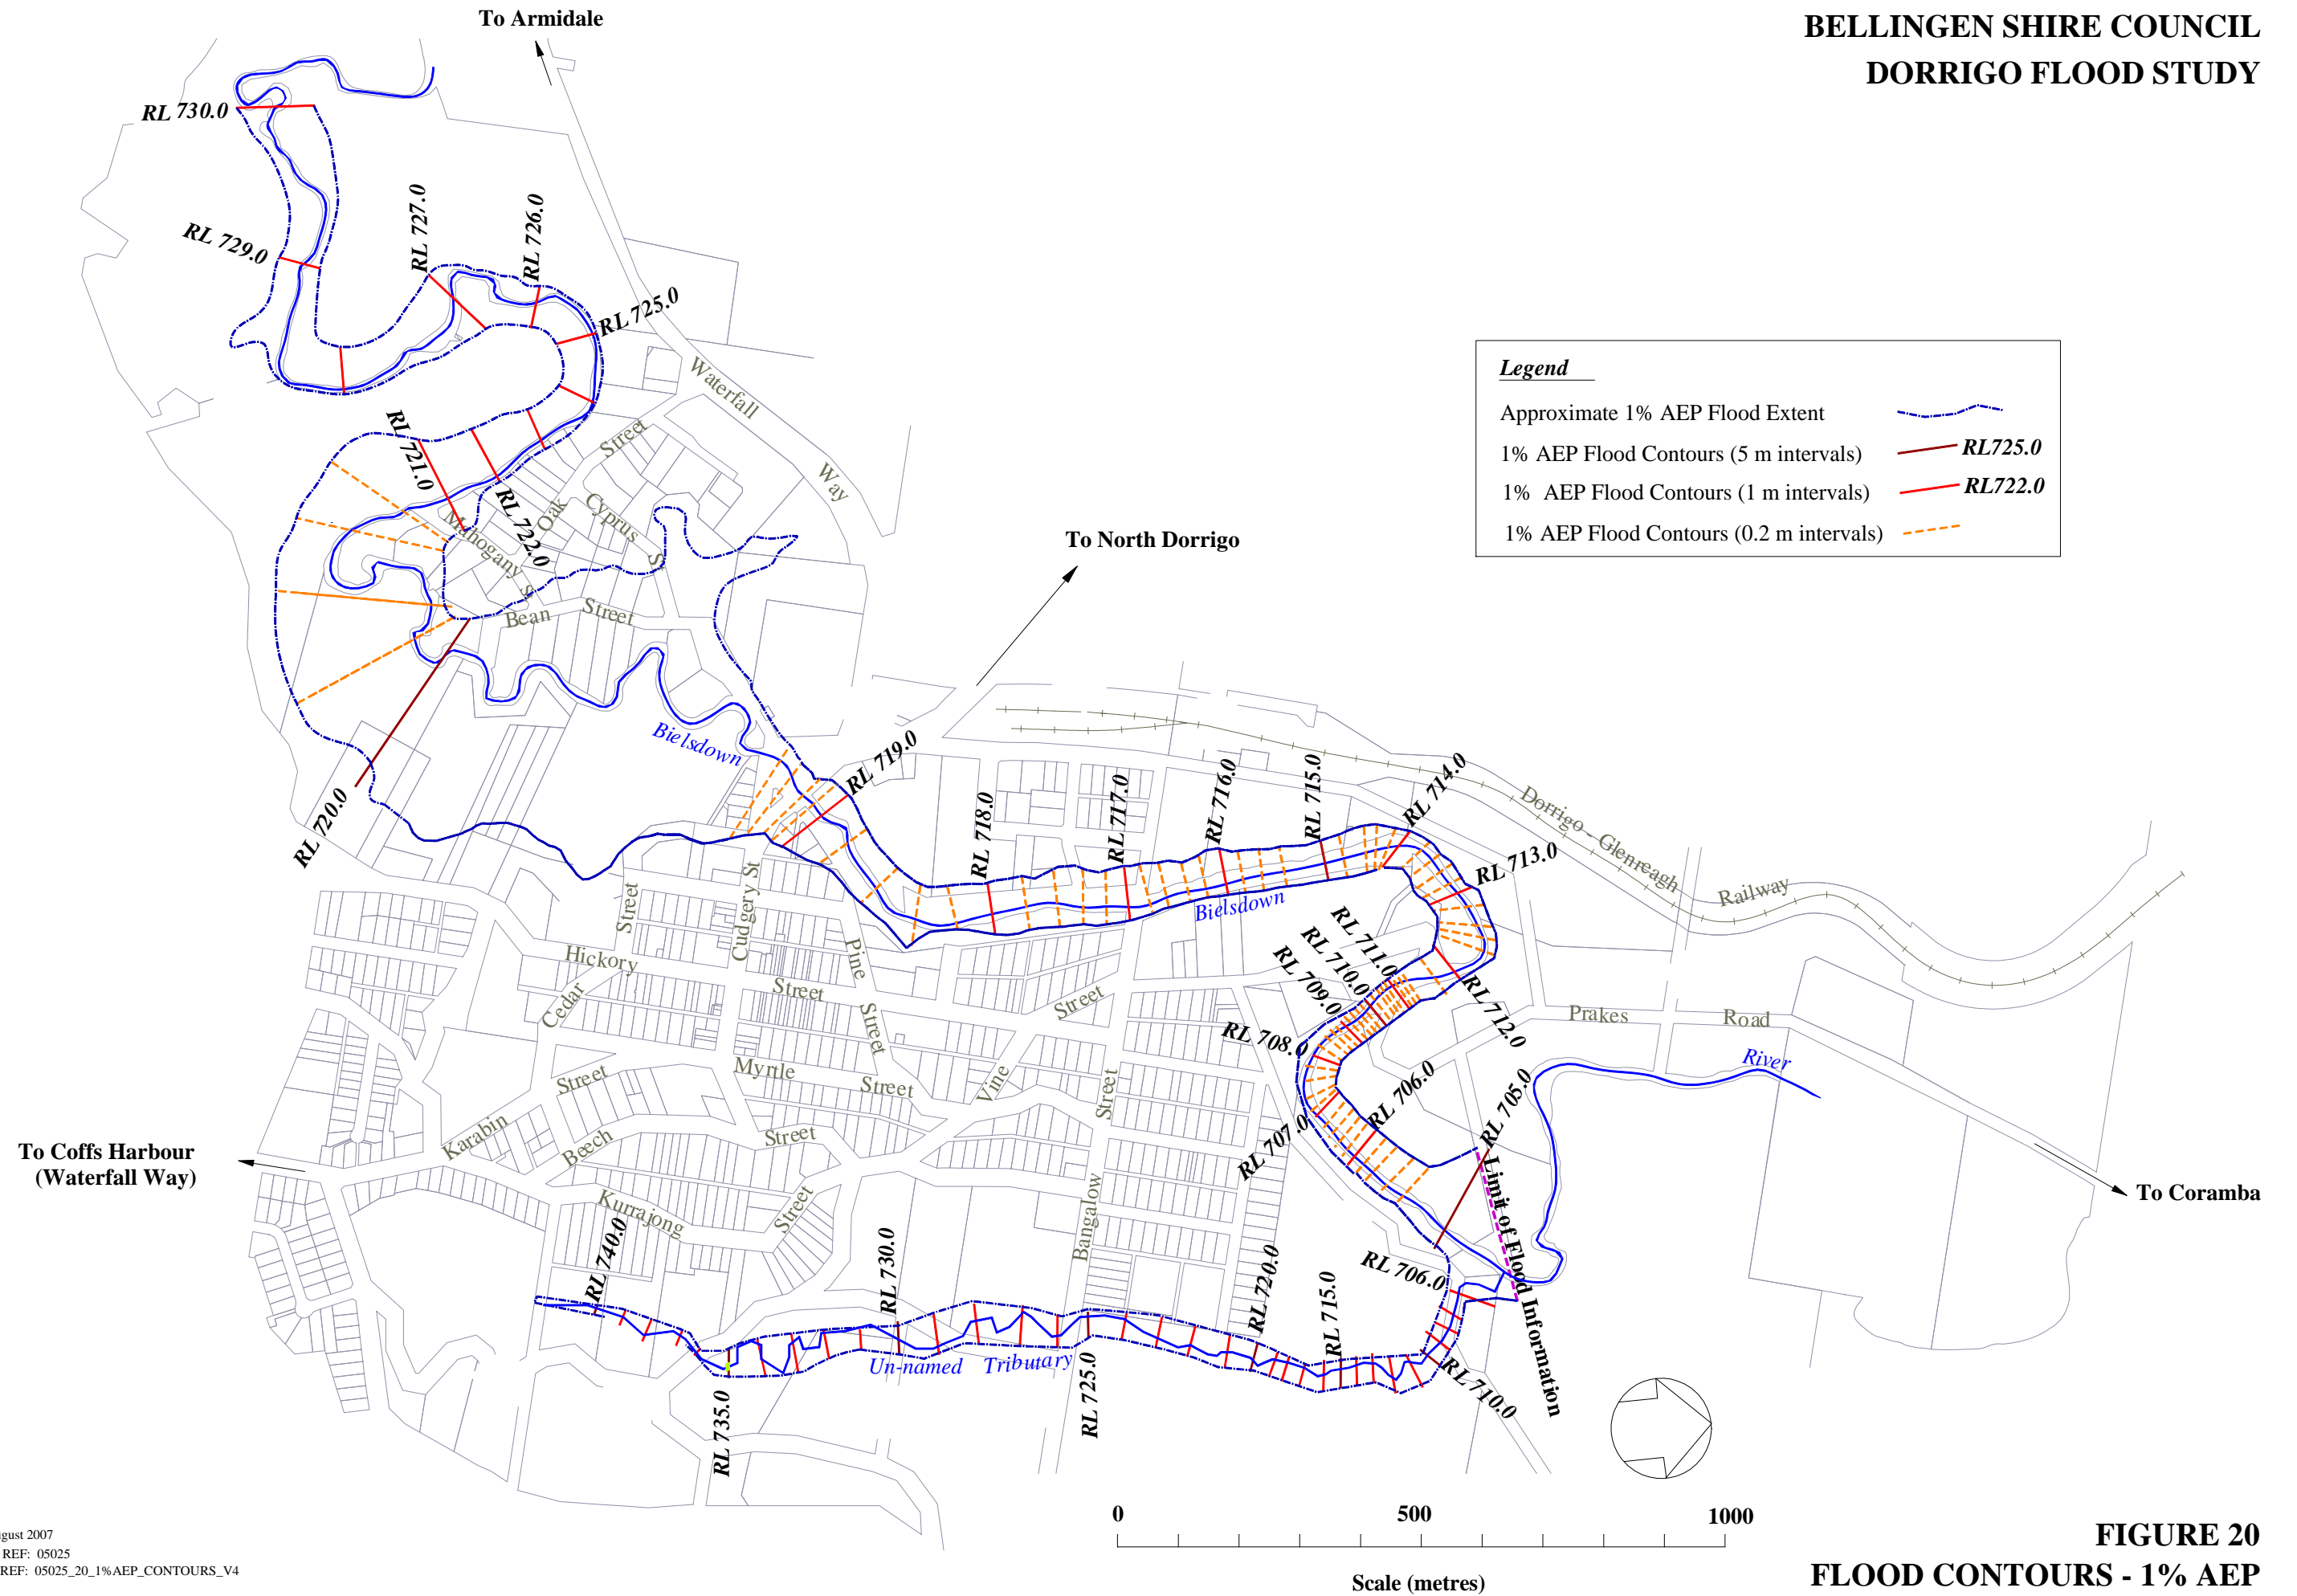 To Armidale
BELLINGEN SHIRE COUNCIL
DORRIGO FLOOD STUDY
RL 730.0
RL 729.0
RL 727.0
RL 726.0
RL 725.0
Waterfall
Way
Legend
Approximate 1% AEP Flood Extent
1% AEP Flood Contours (5 m intervals)
RL725.0
1% AEP Flood Contours (1 m intervals)
RL722.0
1% AEP Flood Contours (0.2 m intervals)
RL 721.0
RL 722.0
Street
Oak
Cyprus
St
Mahogany
S
Bean
Street
To North Dorrigo
Bielsdown
RL 720.0
RL 719.0
RL 718.0
RL 717.0
RL 716.0
RL 715.0
RL 714.0
RL 713.0
Dorrigo - Glenreagh
Railway
Bielsdown
RL 711.0
RL 710.0
RL 709.0
RL 708.0
RL 712.0
Prakes
Road
River
Street
Cudgery St
Hickory
Street
Cedar
Pine
Street
Street
Myrtle
Street
Vine
Street
Street
Karabin
Beech
Street
Kurrajong
Street
Bangalow
RL 707.0
RL 706.0
RL 705.0
Limit of Flood Information
To Coffs Harbour
(Waterfall Way)
To Coramba
RL 740.0
RL 735.0
RL 730.0
Un-named Tributary
RL 725.0
RL 720.0
RL 715.0
RL 706.0
RL 710.0
0
500
1000
Scale (metres)
gust 2007
REF: 05025
REF: 05025_20_1%AEP_CONTOURS_V4
FIGURE 20
FLOOD CONTOURS - 1% AEP